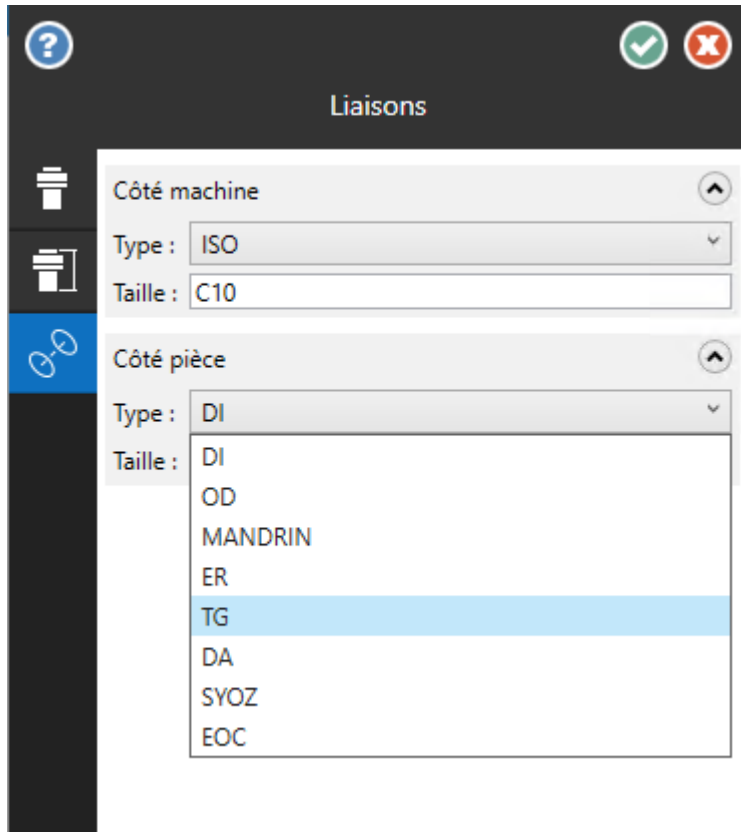 ?
Liaisons
Côté machine
Type : ISO
Taille : C10
Côté pièce
Type : DI
Taille :
DI
OD
MANDRIN
ER
TG
DA
SYOZ
EOC